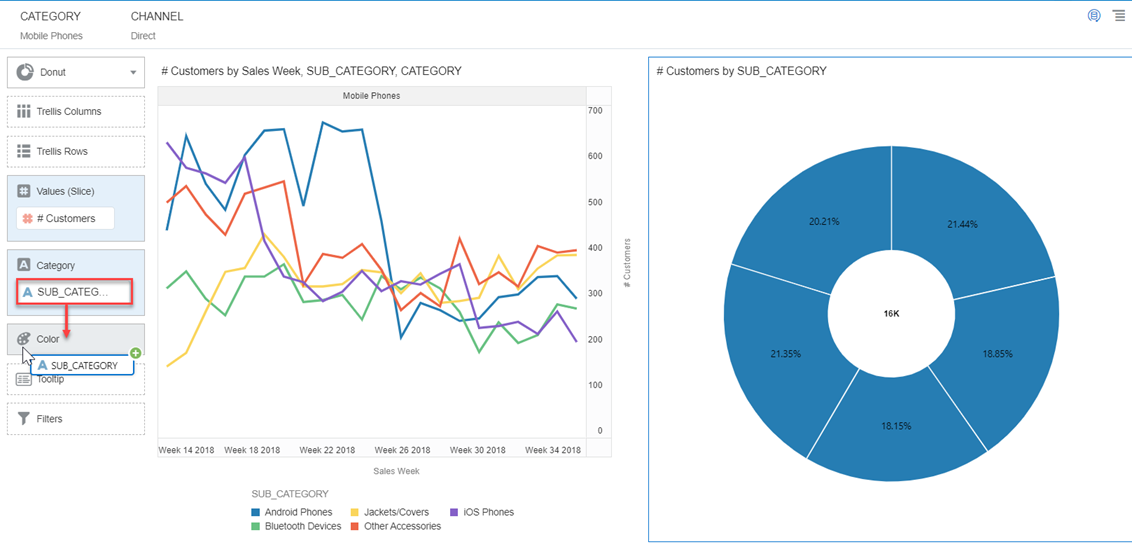 CATEGORY
Mobile Phones
CHANNEL
Direct
Donut
Trellis Columns
Trellis Rows
Values (Slice)
# Customers
Category
SUB_CATEG...
Color
SUB_CATEGORY
Tooltip
Filters
# Customers by Sales Week, SUB_CATEGORY, CATEGORY
Mobile Phones
700
600
500
400
300
200
100
0
# Customers
Week 14 2018
Week 18 2018
Week 22 2018
Week 26 2018
Week 30 2018
Week 34 2018
Sales Week
SUB_CATEGORY
Android Phones
Jackets/Covers
iOS Phones
Bluetooth Devices
Other Accessories
# Customers by SUB_CATEGORY
20.21%
21.44%
16K
21.35%
18.85%
18.15%